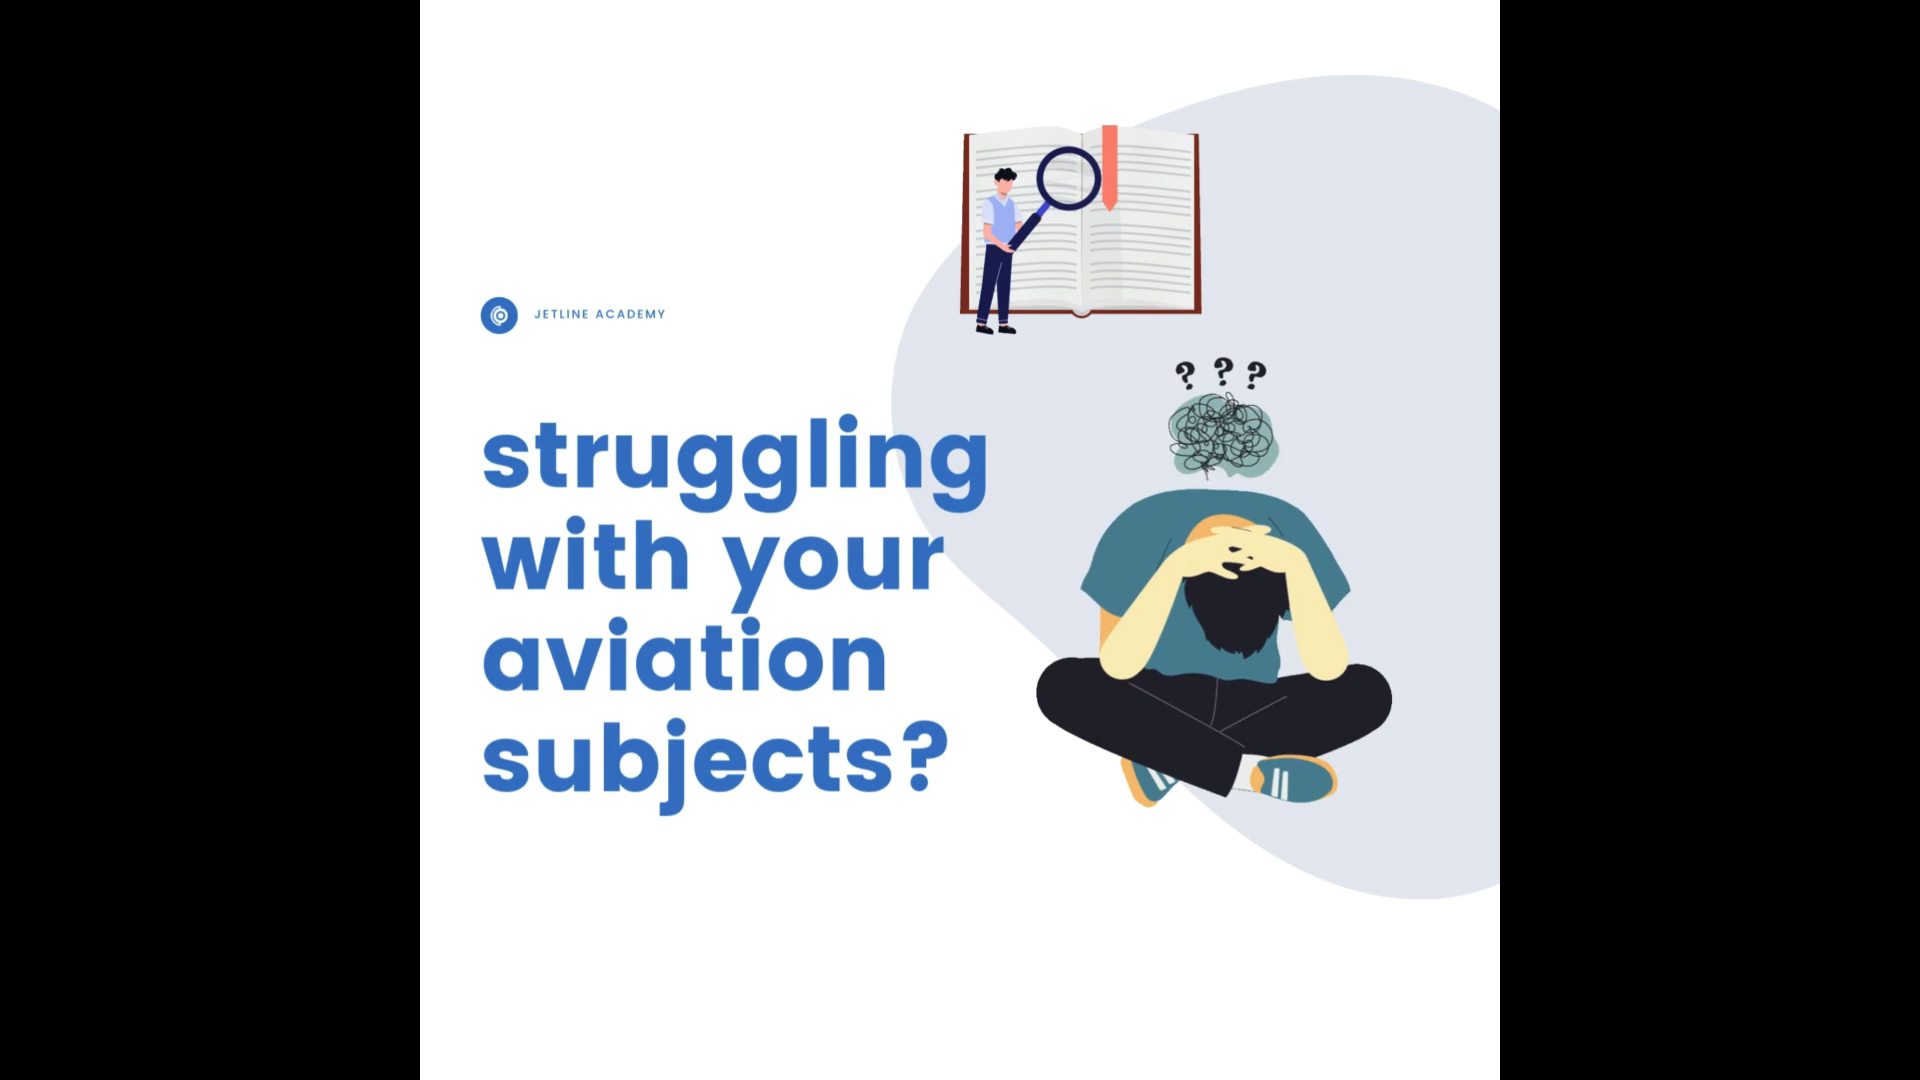 JETLINE ACADEMY
? ? ?
struggling
with your
aviation
subjects?